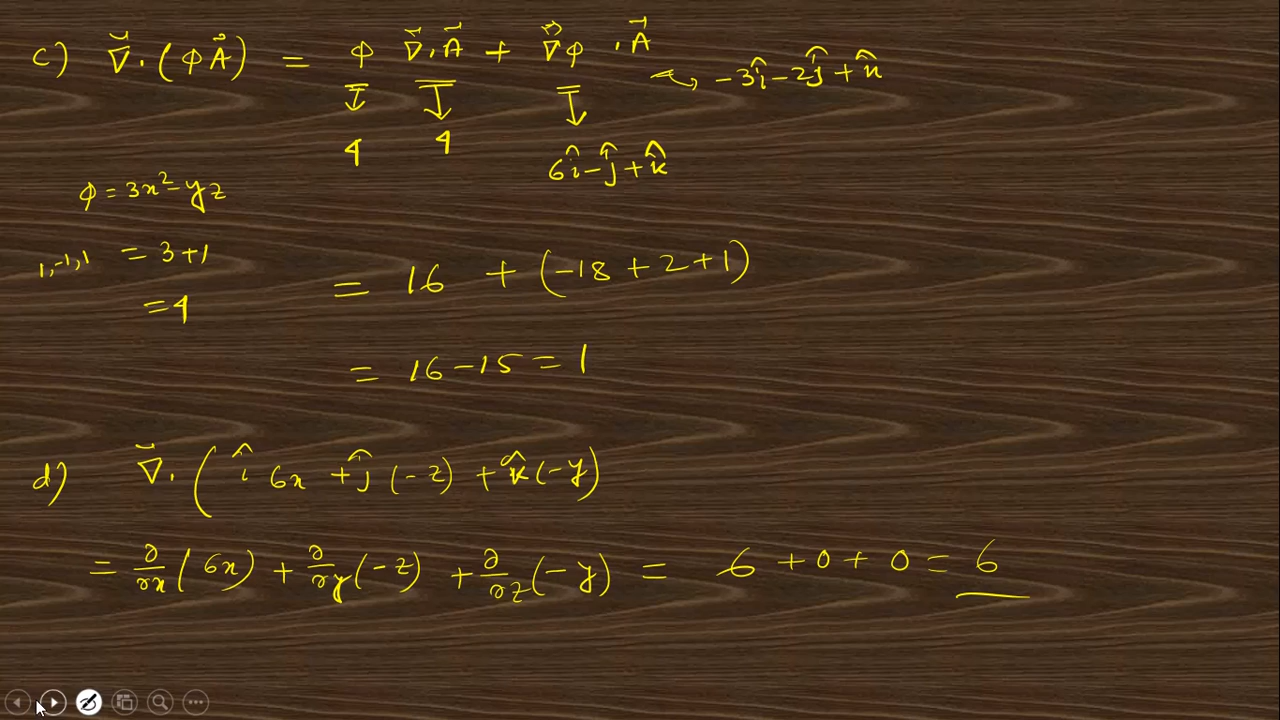 c) ∇⃗·(φA⃗) = φ ∇⃗·A⃗ + ∇⃗φ · A⃗ → -3î-2ĵ+k̂
4 4 6î-ĵ+k̂
φ = 3x²-yz
1,-1,1 = 3+1
= 4
= 16 + (-18+2+1)
= 16-15 = 1
d) ∇⃗·(î 6x + ĵ(-z) + k̂(-y)
= ∂/∂x(6x) + ∂/∂y(-z) + ∂/∂z(-y) = 6 + 0 + 0 = 6